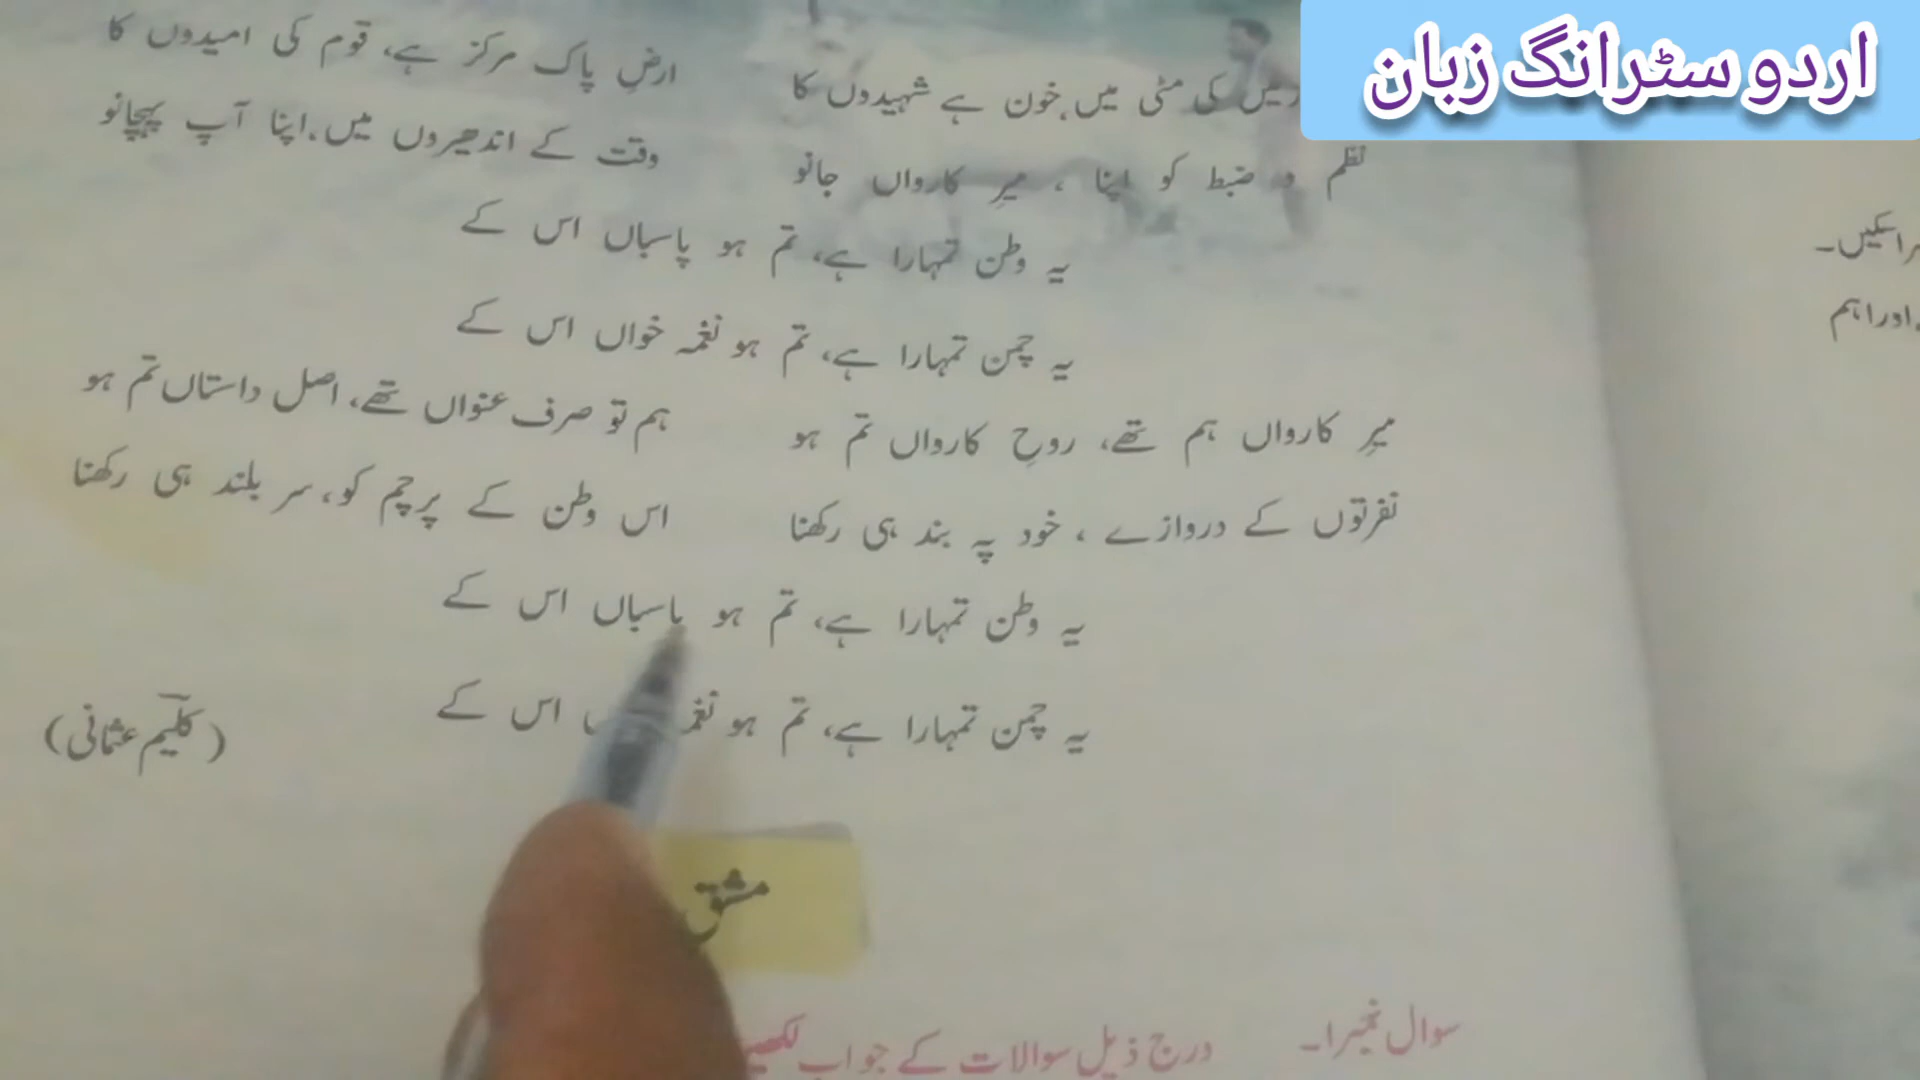 اردو سٹرانگ زبان
کی مٹی میں، خون ہے شہیدوں کا
ارضِ پاک مرکز ہے، قوم کی امیدوں کا
نظم و ضبط کو اپنا ، میرِ کارواں جانو
وقت کے اندھیروں میں، اپنا آپ پہچانو
یہ وطن تمہارا ہے، تم ہو پاسباں اس کے
یہ چمن تمہارا ہے، تم ہو نغمہ خواں اس کے
میرِ کارواں ہم تھے، روحِ کارواں تم ہو
ہم تو صرف عنواں تھے، اصل داستاں تم ہو
نفرتوں کے دروازے ، خود پہ بند ہی رکھنا
اس وطن کے پرچم کو، سر بلند ہی رکھنا
یہ وطن تمہارا ہے، تم ہو پاسباں اس کے
یہ چمن تمہارا ہے، تم ہو اس کے
(کلیم عثمانی)
مشق
سوال نمبر ا۔ درج ذیل سوالات کے جواب
اور اہم